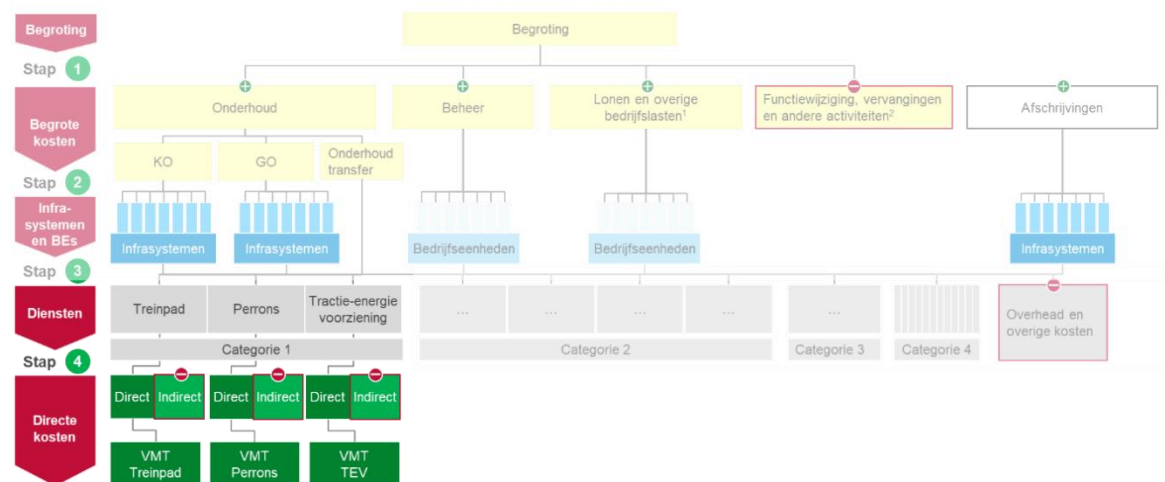 Begroting
Begroting
Stap 1
Begrote
kosten
Onderhoud
Beheer
Lonen en overige
bedrijfslasten¹
Functiewijziging, vervangingen
en andere activiteiten²
Afschrijvingen
KO
GO
Onderhoud
transfer
Stap 2
Infra-
systemen
en BEs
Infrasystemen
Infrasystemen
Bedrijfseenheden
Bedrijfseenheden
Infrasystemen
Stap 3
Diensten
Treinpad
Perrons
Tractie-energie
voorziening
...
...
...
...
...
Overhead en
overige kosten
Categorie 1
Categorie 2
Categorie 3
Categorie 4
Stap 4
Directe
kosten
Direct
Indirect
Direct
Indirect
Direct
Indirect
VMT
Treinpad
VMT
Perrons
VMT
TEV